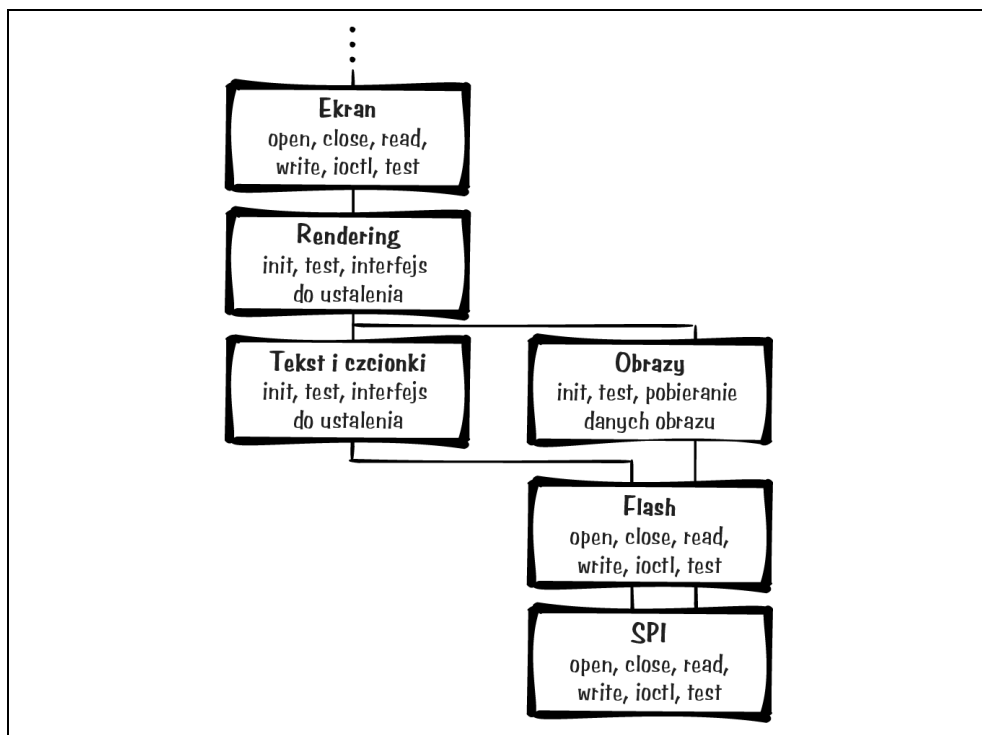 Ekran
open, close, read,
write, ioctl, test
Rendering
init, test, interfejs
do ustalenia
Tekst i czcionki
init, test, interfejs
do ustalenia
Obrazy
init, test, pobieranie
danych obrazu
Flash
open, close, read,
write, ioctl, test
SPI
open, close, read,
write, ioctl, test